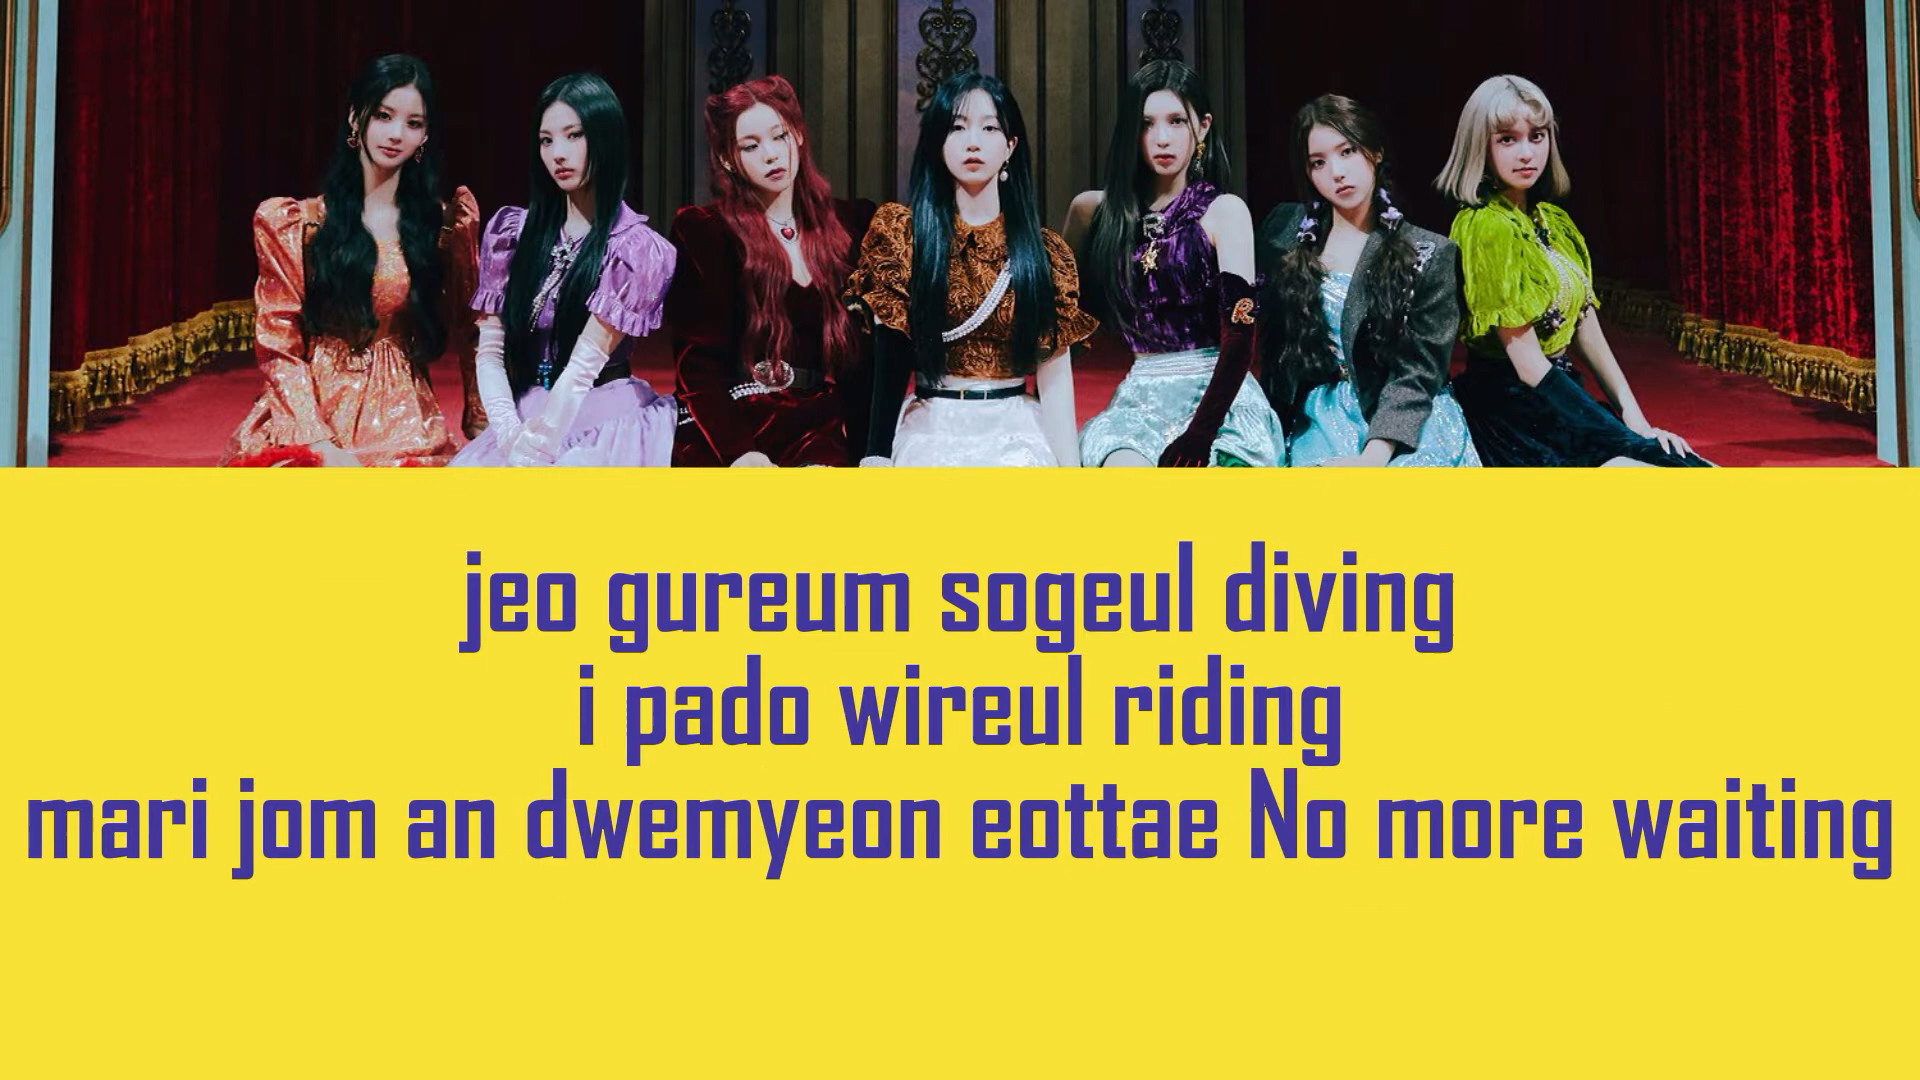 jeo gureum sogeul diving
i pado wireul riding
mari jom an dwemyeon eottae No more waiting